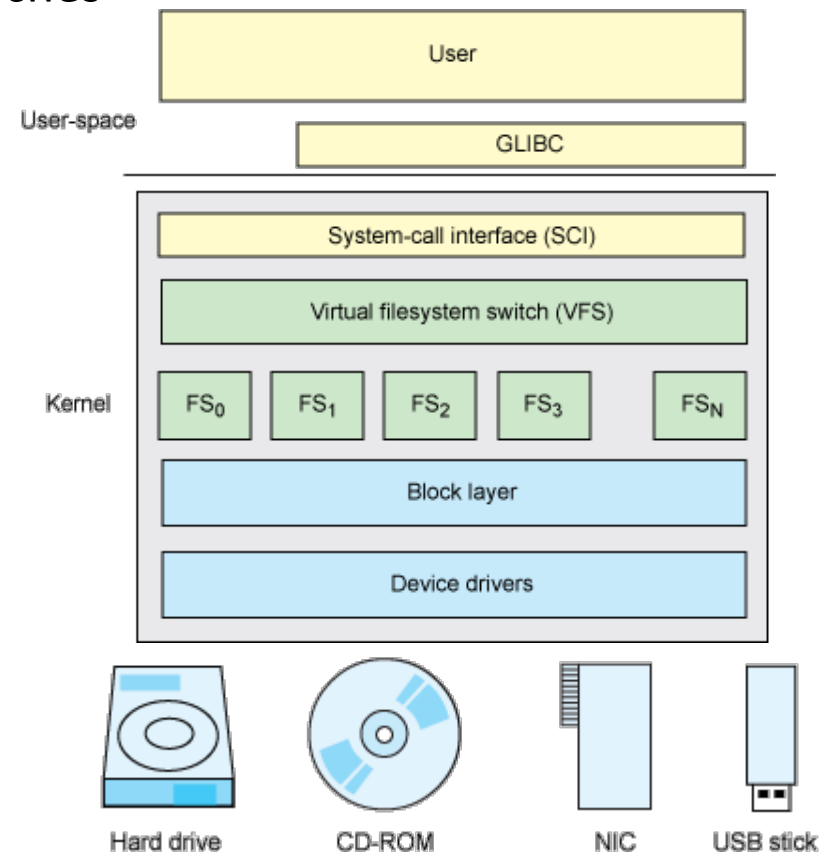 User
User-space
GLIBC
System-call interface (SCI)
Virtual filesystem switch (VFS)
Kernel
FS0 FS1 FS2 FS3 FSN
Block layer
Device drivers
Hard drive CD-ROM NIC USB stick